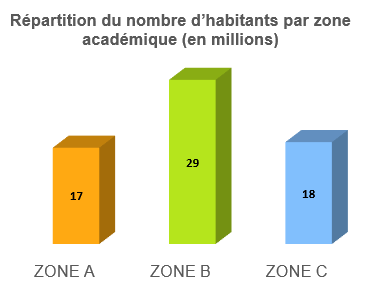 Répartition du nombre d’habitants par zone
académique (en millions)
29
17
18
ZONE A
ZONE B
ZONE C